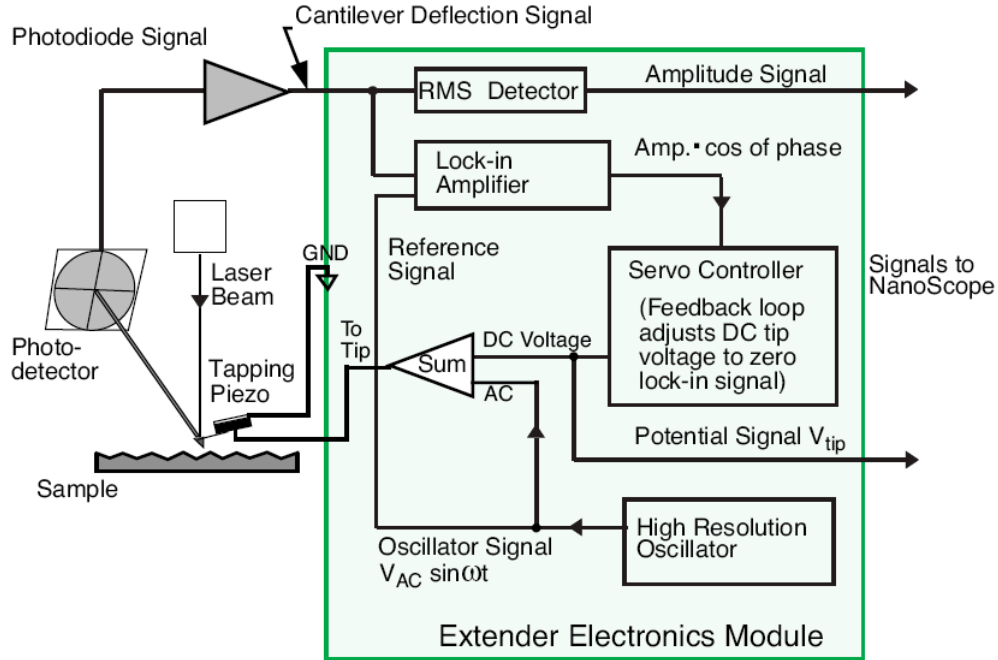 Cantilever Deflection Signal
Photodiode Signal
RMS Detector
Amplitude Signal
Lock-in
Amplifier
Amp.· cos of phase
Reference
Signal
GND
Laser
Beam
Servo Controller
(Feedback loop
adjusts DC tip
voltage to zero
lock-in signal)
Signals to
NanoScope
Photo-
detector
Tapping
Piezo
To
Tip
Sum
DC Voltage
AC
Potential Signal Vtip
Sample
Oscillator Signal
VAC sinωt
High Resolution
Oscillator
Extender Electronics Module